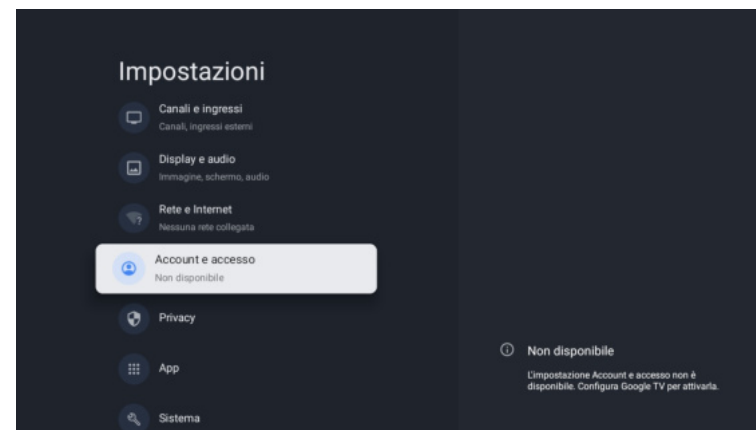 Impostazioni
Canali e ingressi
Canali, ingressi esterni
Display e audio
Immagine, schermo, audio
Rete e Internet
Nessuna rete collegata
Account e accesso
Non disponibile
Privacy
App
Sistema
Non disponibile
L'impostazione Account e accesso non è
disponibile. Configura Google TV per attivarla.